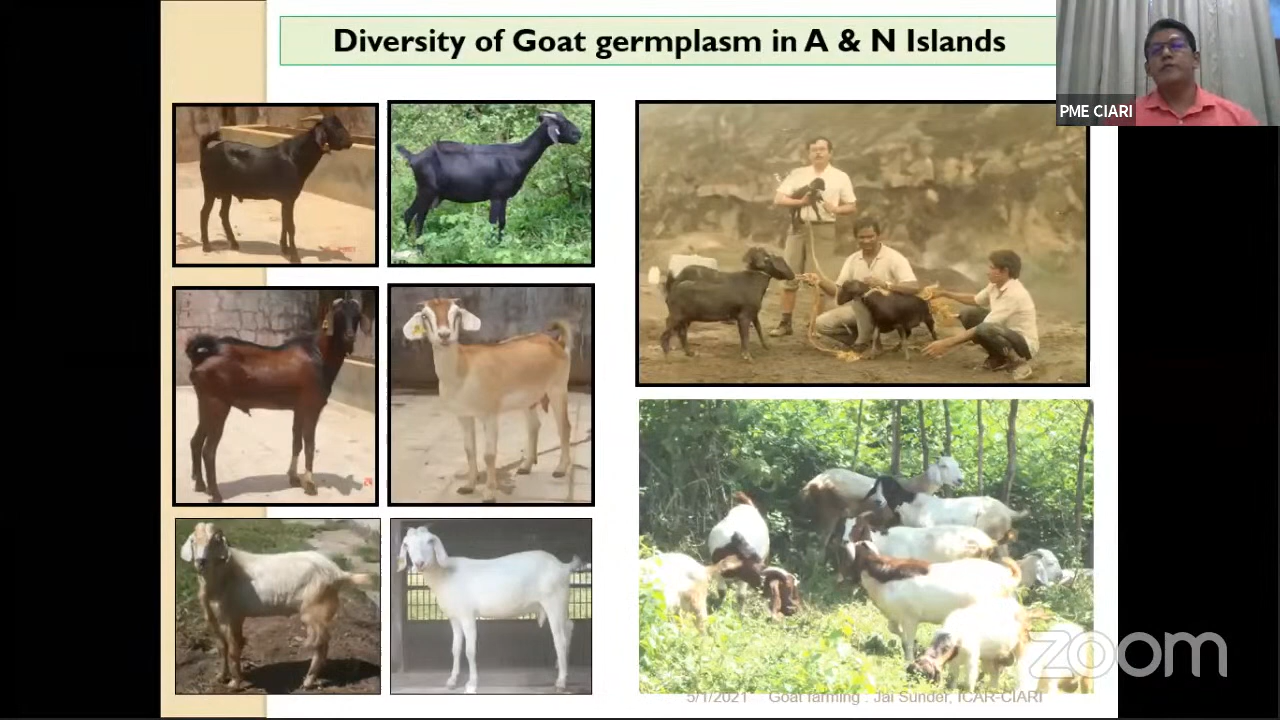 Diversity of Goat germplasm in A & N Islands
PME CIARI
zoom
5/1/2021 Goat farming : Jai Sunder, ICAR-CIARI